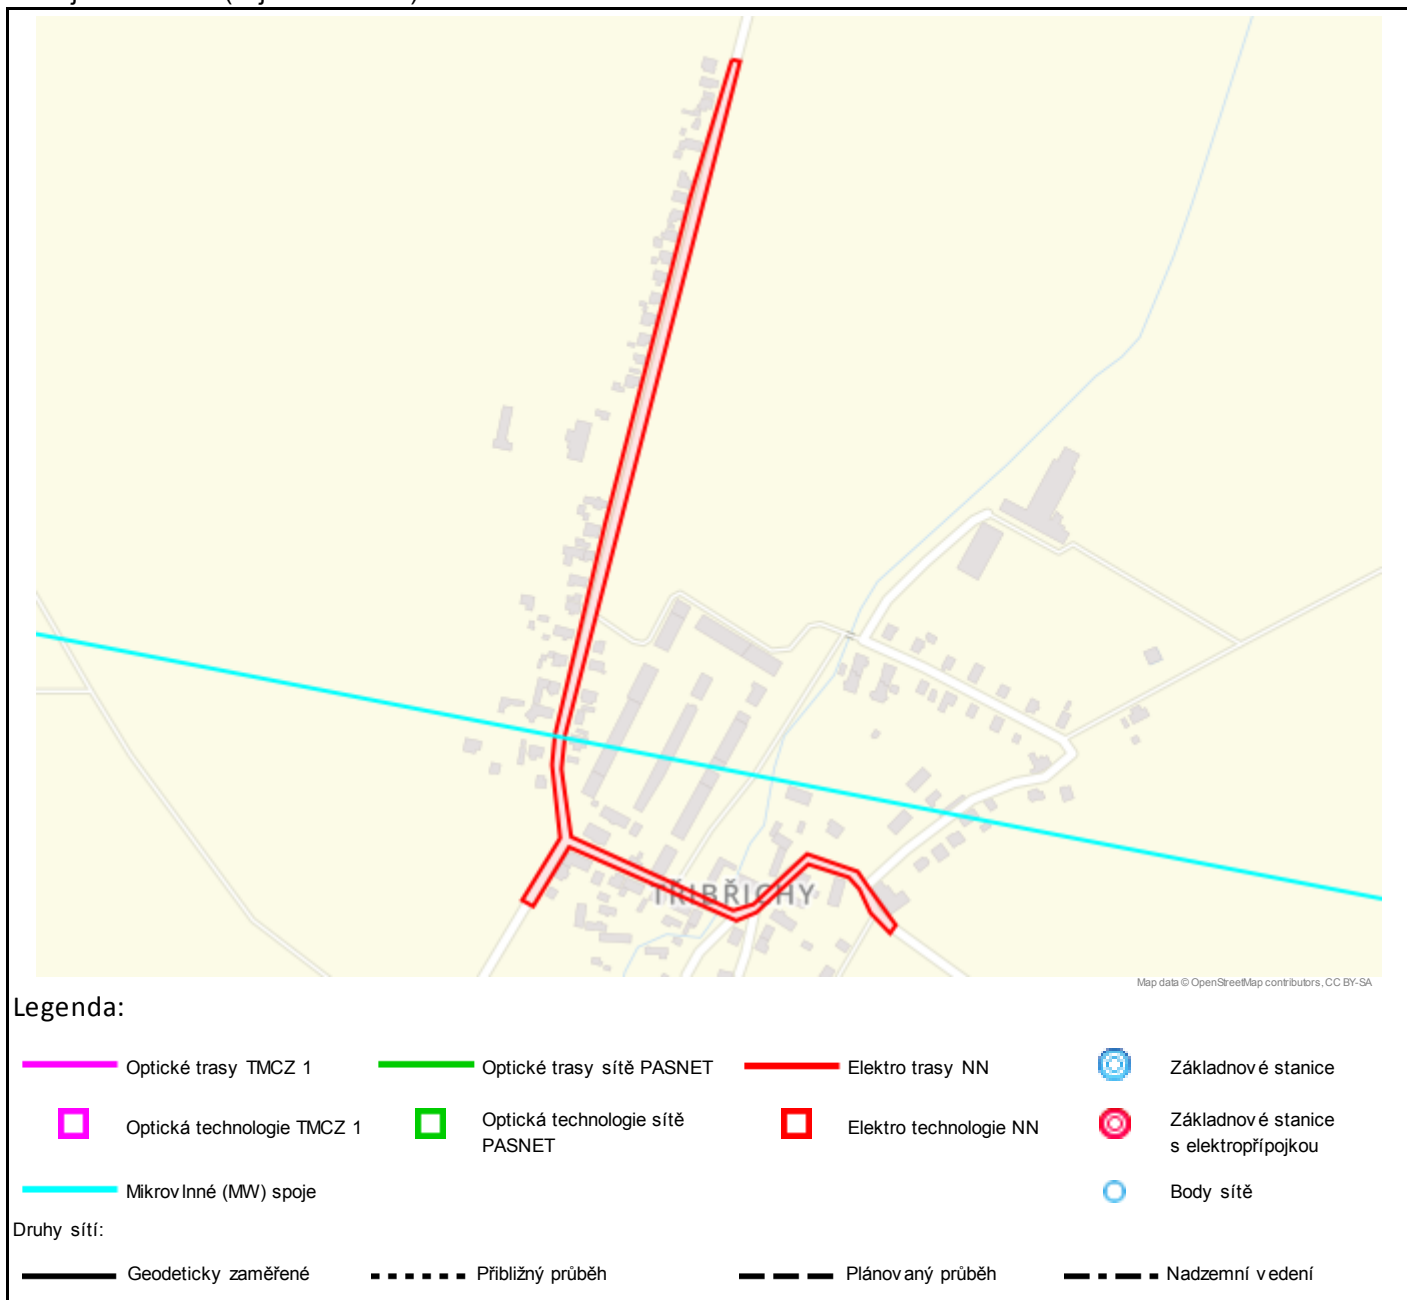 TŘIBŘICHY
Map data © OpenStreetMap contributors, CC BY-SA
Legenda:
Optické trasy TMCZ 1
Optické trasy sítě PASNET
Elektro trasy NN
Základnové stanice
Optická technologie TMCZ 1
Optická technologie sítě
PASNET
Elektro technologie NN
Základnové stanice
s elektropřípojkou
Mikrovlnné (MW) spoje
Body sítě
Druhy sítí:
Geodeticky zaměřené
Přibližný průběh
Plánovaný průběh
Nadzemní vedení